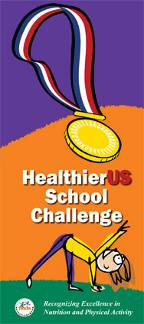 HealthierUS
School
Challenge
Recognizing Excellence in
Nutrition and Physical Activity